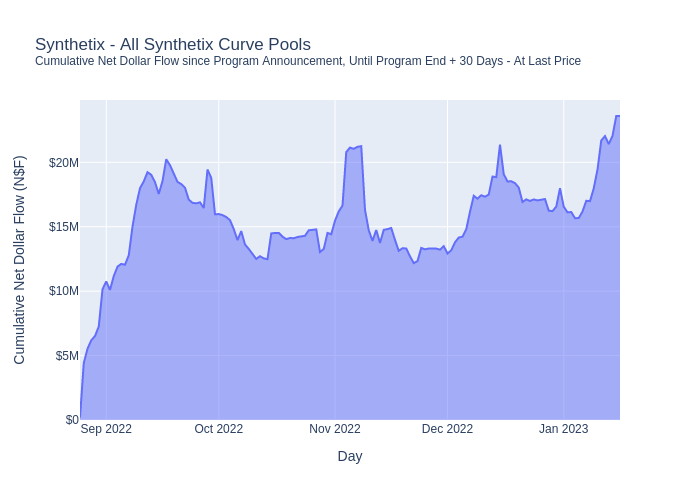 Synthetix - All Synthetix Curve Pools
Cumulative Net Dollar Flow since Program Announcement, Until Program End + 30 Days - At Last Price
Cumulative Net Dollar Flow (N$F)
$20M
$15M
$10M
$5M
$0
Sep 2022
Oct 2022
Nov 2022
Dec 2022
Jan 2023
Day